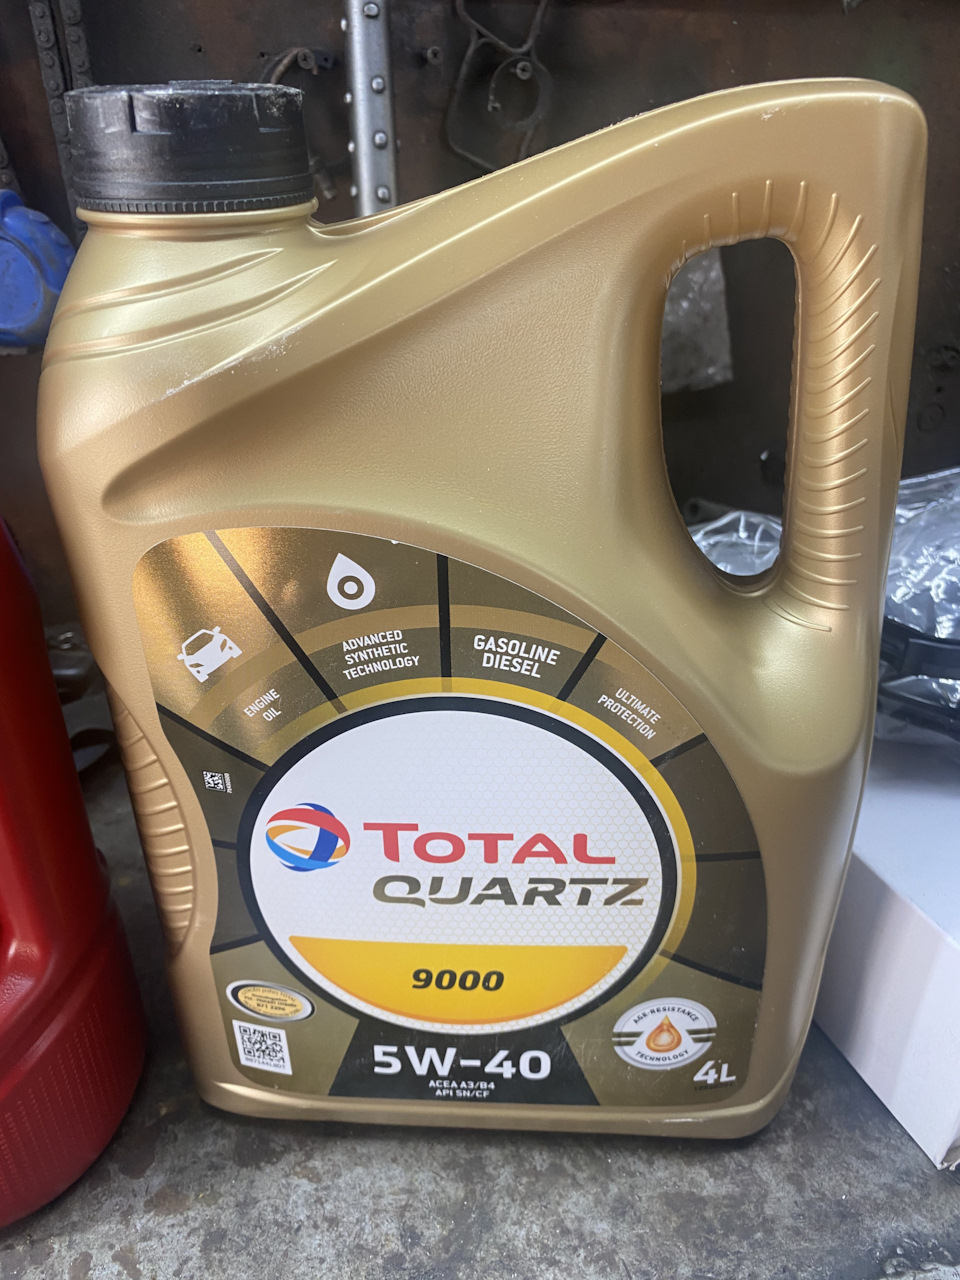 ENGINE
OIL
ADVANCED
SYNTHETIC
TECHNOLOGY
GASOLINE
DIESEL
ULTIMATE
PROTECTION
TOTAL
QUARTZ
9000
AGE-RESISTANCE
TECHNOLOGY
5W-40
ACEA A3/B4
API SN/CF
4L